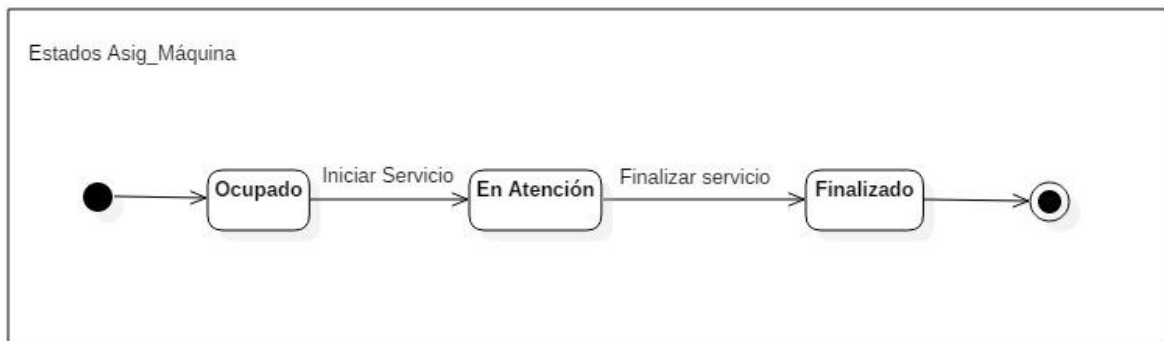 Estados Asig_Máquina
Iniciar Servicio
Finalizar servicio
Ocupado
En Atención
Finalizado